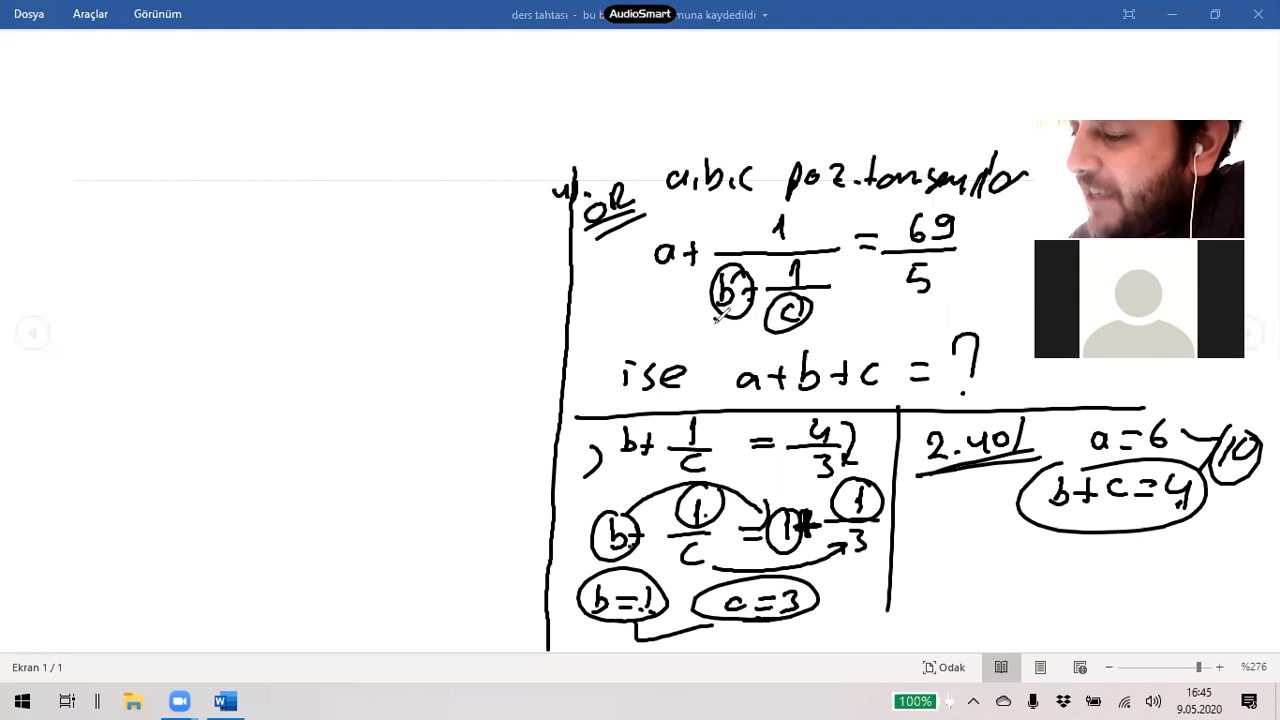 Dosya Araçlar Görünüm
ders tahtası - bu b AudioSmart muna kaydedildi
ÖR a,b,c poz.tamsayılar
a + 1 / (b + 1/c) = 69/5
ise a+b+c = ?
b + 1/c = 4/3
b + 1/c = 1 + 1/3
b=1 c=3
2.yol a=6
b+c=4 10
Ekran 1 / 1 Odak %276
100% 16:45
9.05.2020